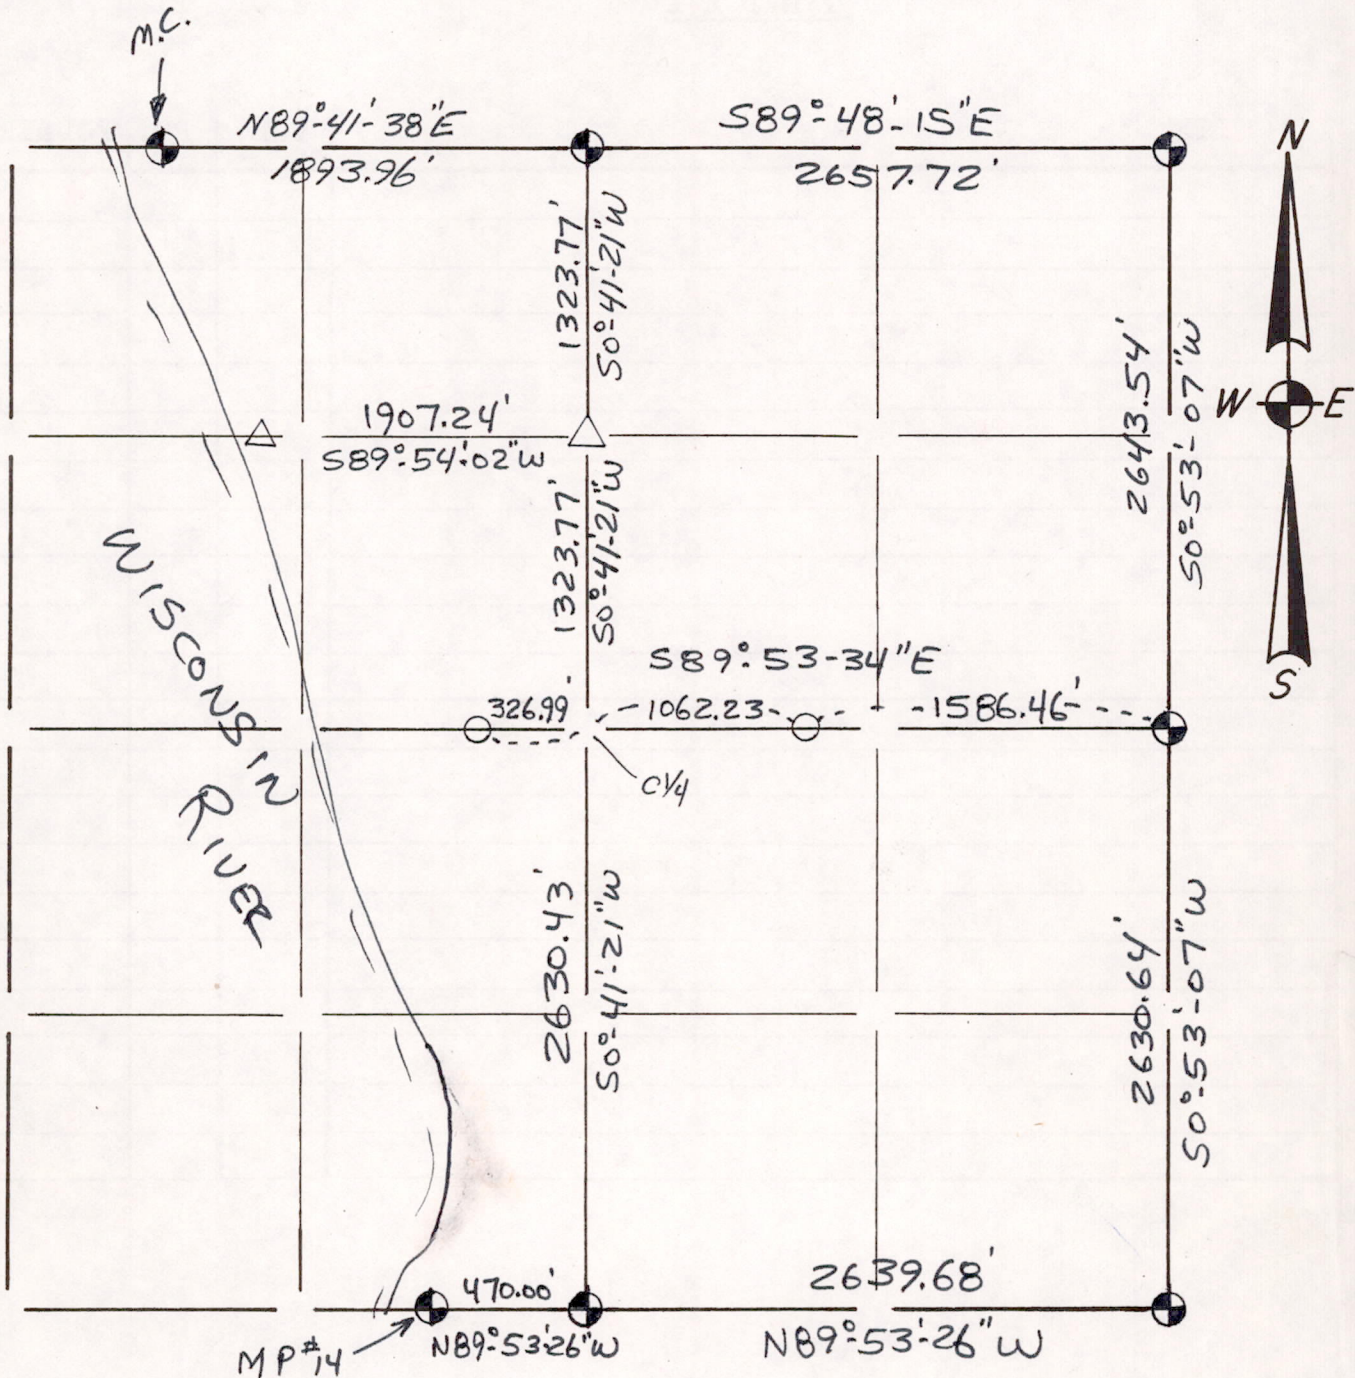 M.C.
N89°-41'-38"E
1893.96'
S89°-48'-15"E
2657.72'
N
W
E
S
1323.77'
S0°-41'-21"W
2643.54'
S0°-53'-07"W
1907.24'
S89°-54'-02"W
1323.77'
S0°-41'-21"W
WISCONSIN
RIVER
S89°-53-34"E
326.99
1062.23
1586.46'
C1/4
2630.43'
S0°-41'-21"W
2630.64'
S0°-53'-07"W
470.00'
N89°-53'26"W
MP#14
2639.68'
N89°-53'-26"W